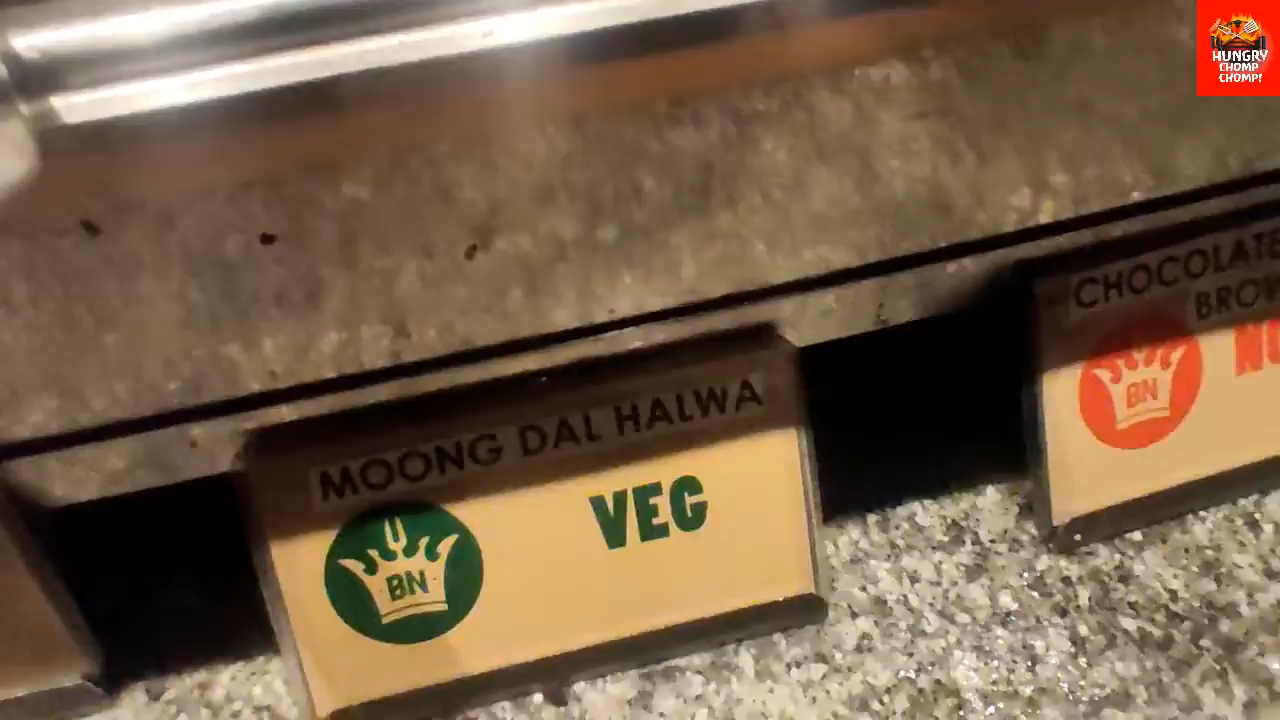 HUNGRY
CHOMP
CHOMP!
MOONG DAL HALWA
VEG
BN
CHOCOLATE
BN